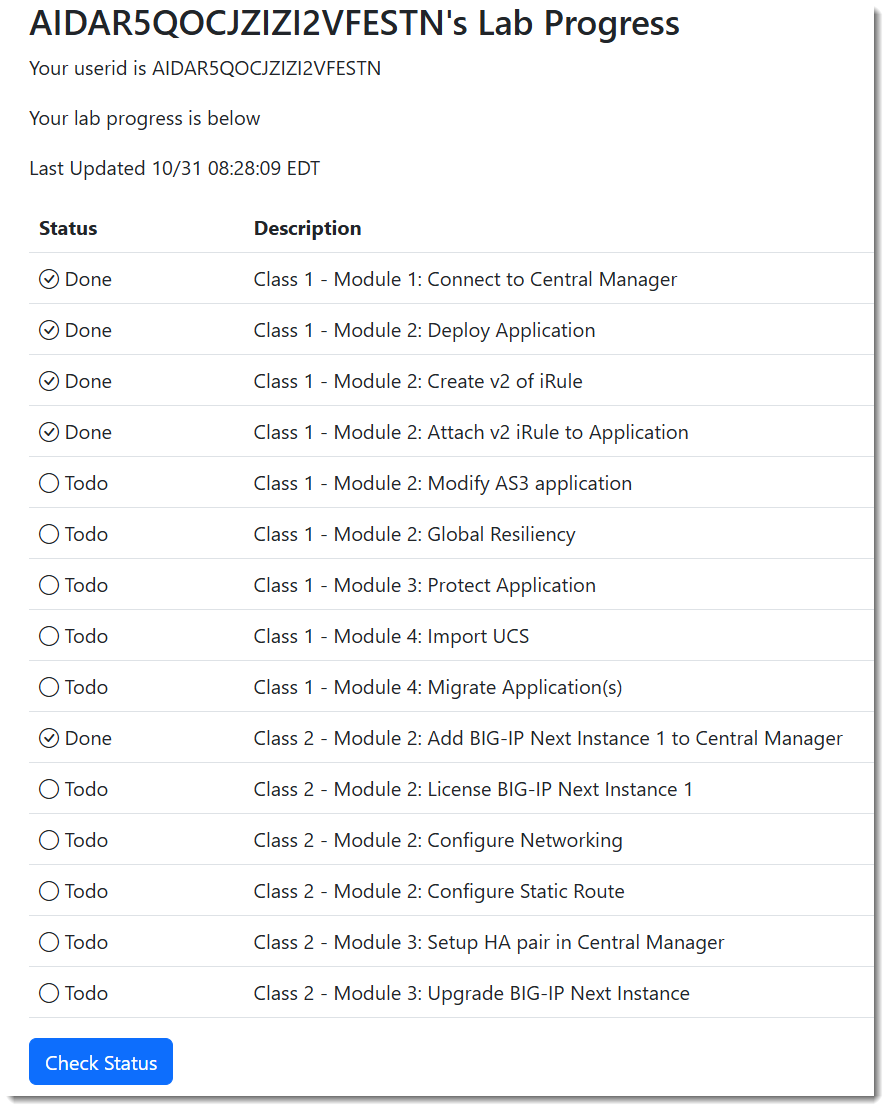 AIDAR5QOCJZIZI2VFESTN's Lab Progress
Your userid is AIDAR5QOCJZIZI2VFESTN
Your lab progress is below
Last Updated 10/31 08:28:09 EDT
Status Description
Done Class 1 - Module 1: Connect to Central Manager
Done Class 1 - Module 2: Deploy Application
Done Class 1 - Module 2: Create v2 of iRule
Done Class 1 - Module 2: Attach v2 iRule to Application
Todo Class 1 - Module 2: Modify AS3 application
Todo Class 1 - Module 2: Global Resiliency
Todo Class 1 - Module 3: Protect Application
Todo Class 1 - Module 4: Import UCS
Todo Class 1 - Module 4: Migrate Application(s)
Done Class 2 - Module 2: Add BIG-IP Next Instance 1 to Central Manager
Todo Class 2 - Module 2: License BIG-IP Next Instance 1
Todo Class 2 - Module 2: Configure Networking
Todo Class 2 - Module 2: Configure Static Route
Todo Class 2 - Module 3: Setup HA pair in Central Manager
Todo Class 2 - Module 3: Upgrade BIG-IP Next Instance
Check Status